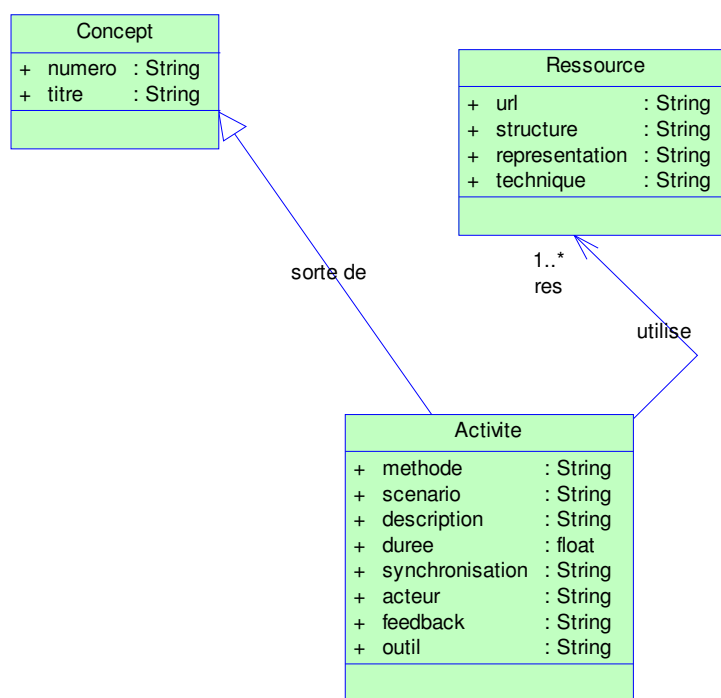 Concept
+ numero : String
+ titre : String
Ressource
+ url : String
+ structure : String
+ representation : String
+ technique : String
1..*
res
sorte de
utilise
Activite
+ methode : String
+ scenario : String
+ description : String
+ duree : float
+ synchronisation : String
+ acteur : String
+ feedback : String
+ outil : String